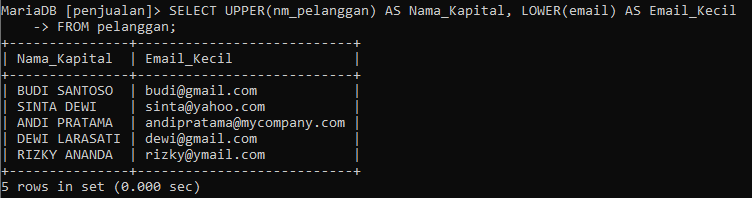 MariaDB [penjualan]> SELECT UPPER(nm_pelanggan) AS Nama_Kapital, LOWER(email) AS Email_Kecil
    -> FROM pelanggan;
+---------------+---------------------------+
| Nama_Kapital  | Email_Kecil               |
+---------------+---------------------------+
| BUDI SANTOSO  | budi@gmail.com            |
| SINTA DEWI    | sinta@yahoo.com           |
| ANDI PRATAMA  | andipratama@mycompany.com |
| DEWI LARASATI | dewi@gmail.com            |
| RIZKY ANANDA  | rizky@ymail.com           |
+---------------+---------------------------+
5 rows in set (0.000 sec)